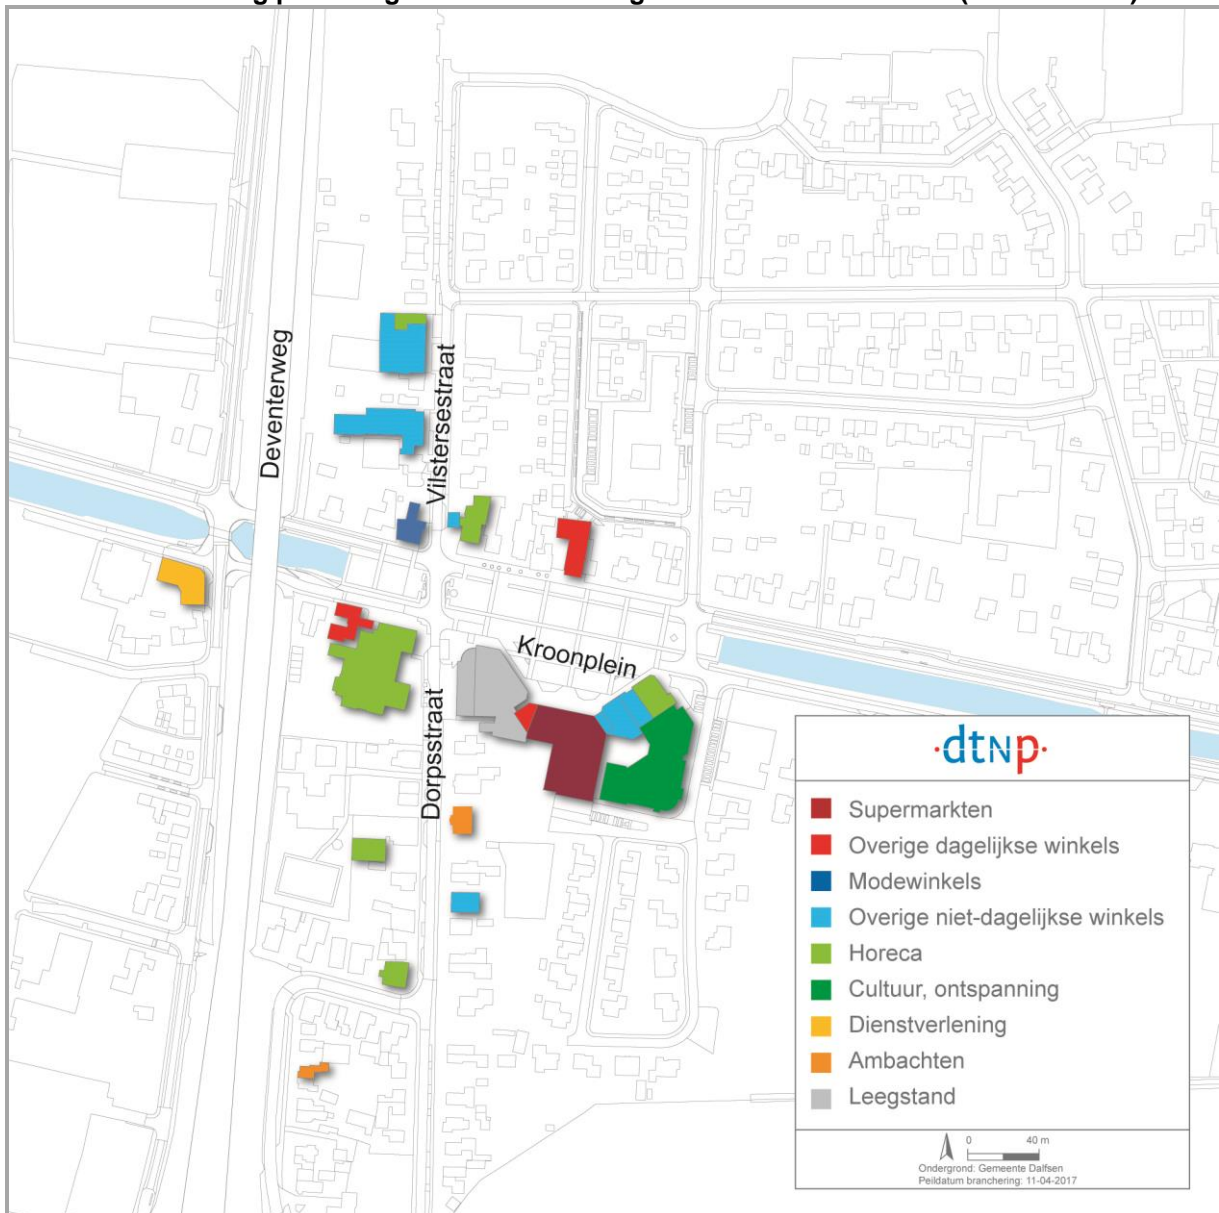 Deventerweg
Vilstersestraat
Kroonplein
Dorpsstraat
·dtNp·
Supermarkten
Overige dagelijkse winkels
Modewinkels
Overige niet-dagelijkse winkels
Horeca
Cultuur, ontspanning
Dienstverlening
Ambachten
Leegstand
0 40 m
Ondergrond: Gemeente Dalfsen
Peildatum branchering: 11-04-2017